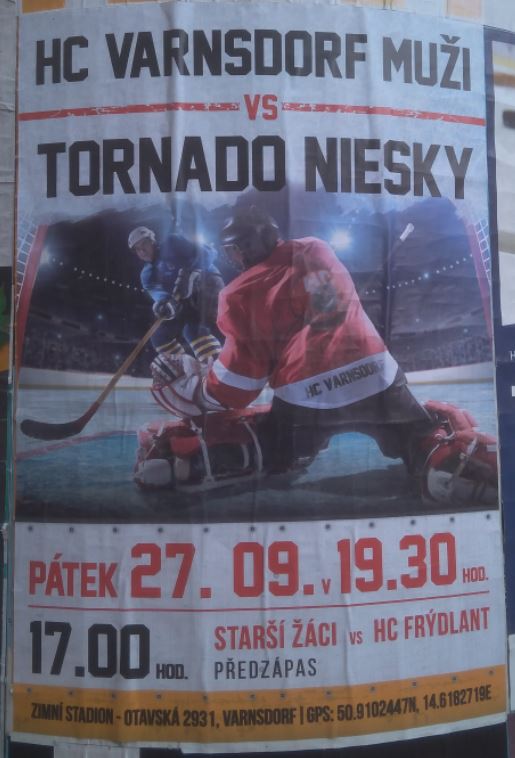 HC VARNSDORF MUŽI
VS
TORNADO NIESKY
HC VARNSDORF
PÁTEK 27. 09. v 19.30 HOD.
17.00 HOD.
STARŠÍ ŽÁCI VS HC FRÝDLANT
PŘEDZÁPAS
ZIMNÍ STADION - OTAVSKÁ 2931, VARNSDORF | GPS: 50.9102447N, 14.6182719E